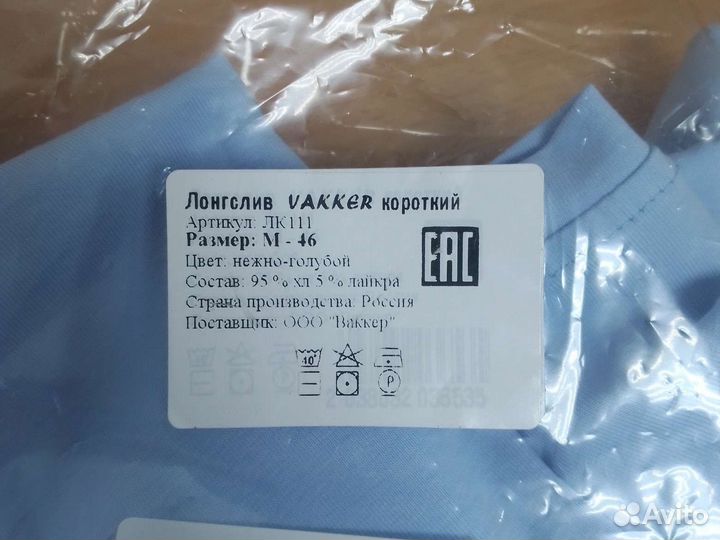 Лонгслив VAKKER короткий
Артикул: ЛК111
Размер: M - 46
Цвет: нежно-голубой
Состав: 95 % хл 5 % лайкра
Страна производства: Россия
Поставщик: ООО "Ваккер"
EAC
40°
P
Avito